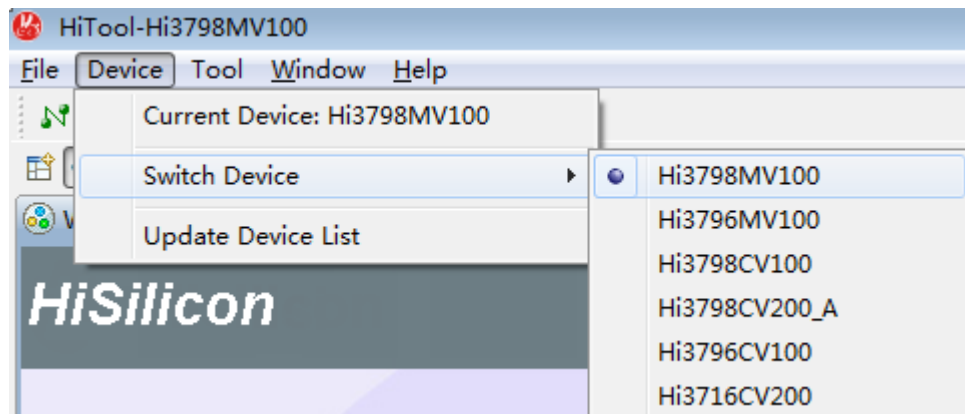 HiTool-Hi3798MV100
File Device Tool Window Help
Current Device: Hi3798MV100
Switch Device
Update Device List
Hi3798MV100
Hi3796MV100
Hi3798CV100
Hi3798CV200_A
Hi3796CV100
Hi3716CV200
HiSilicon